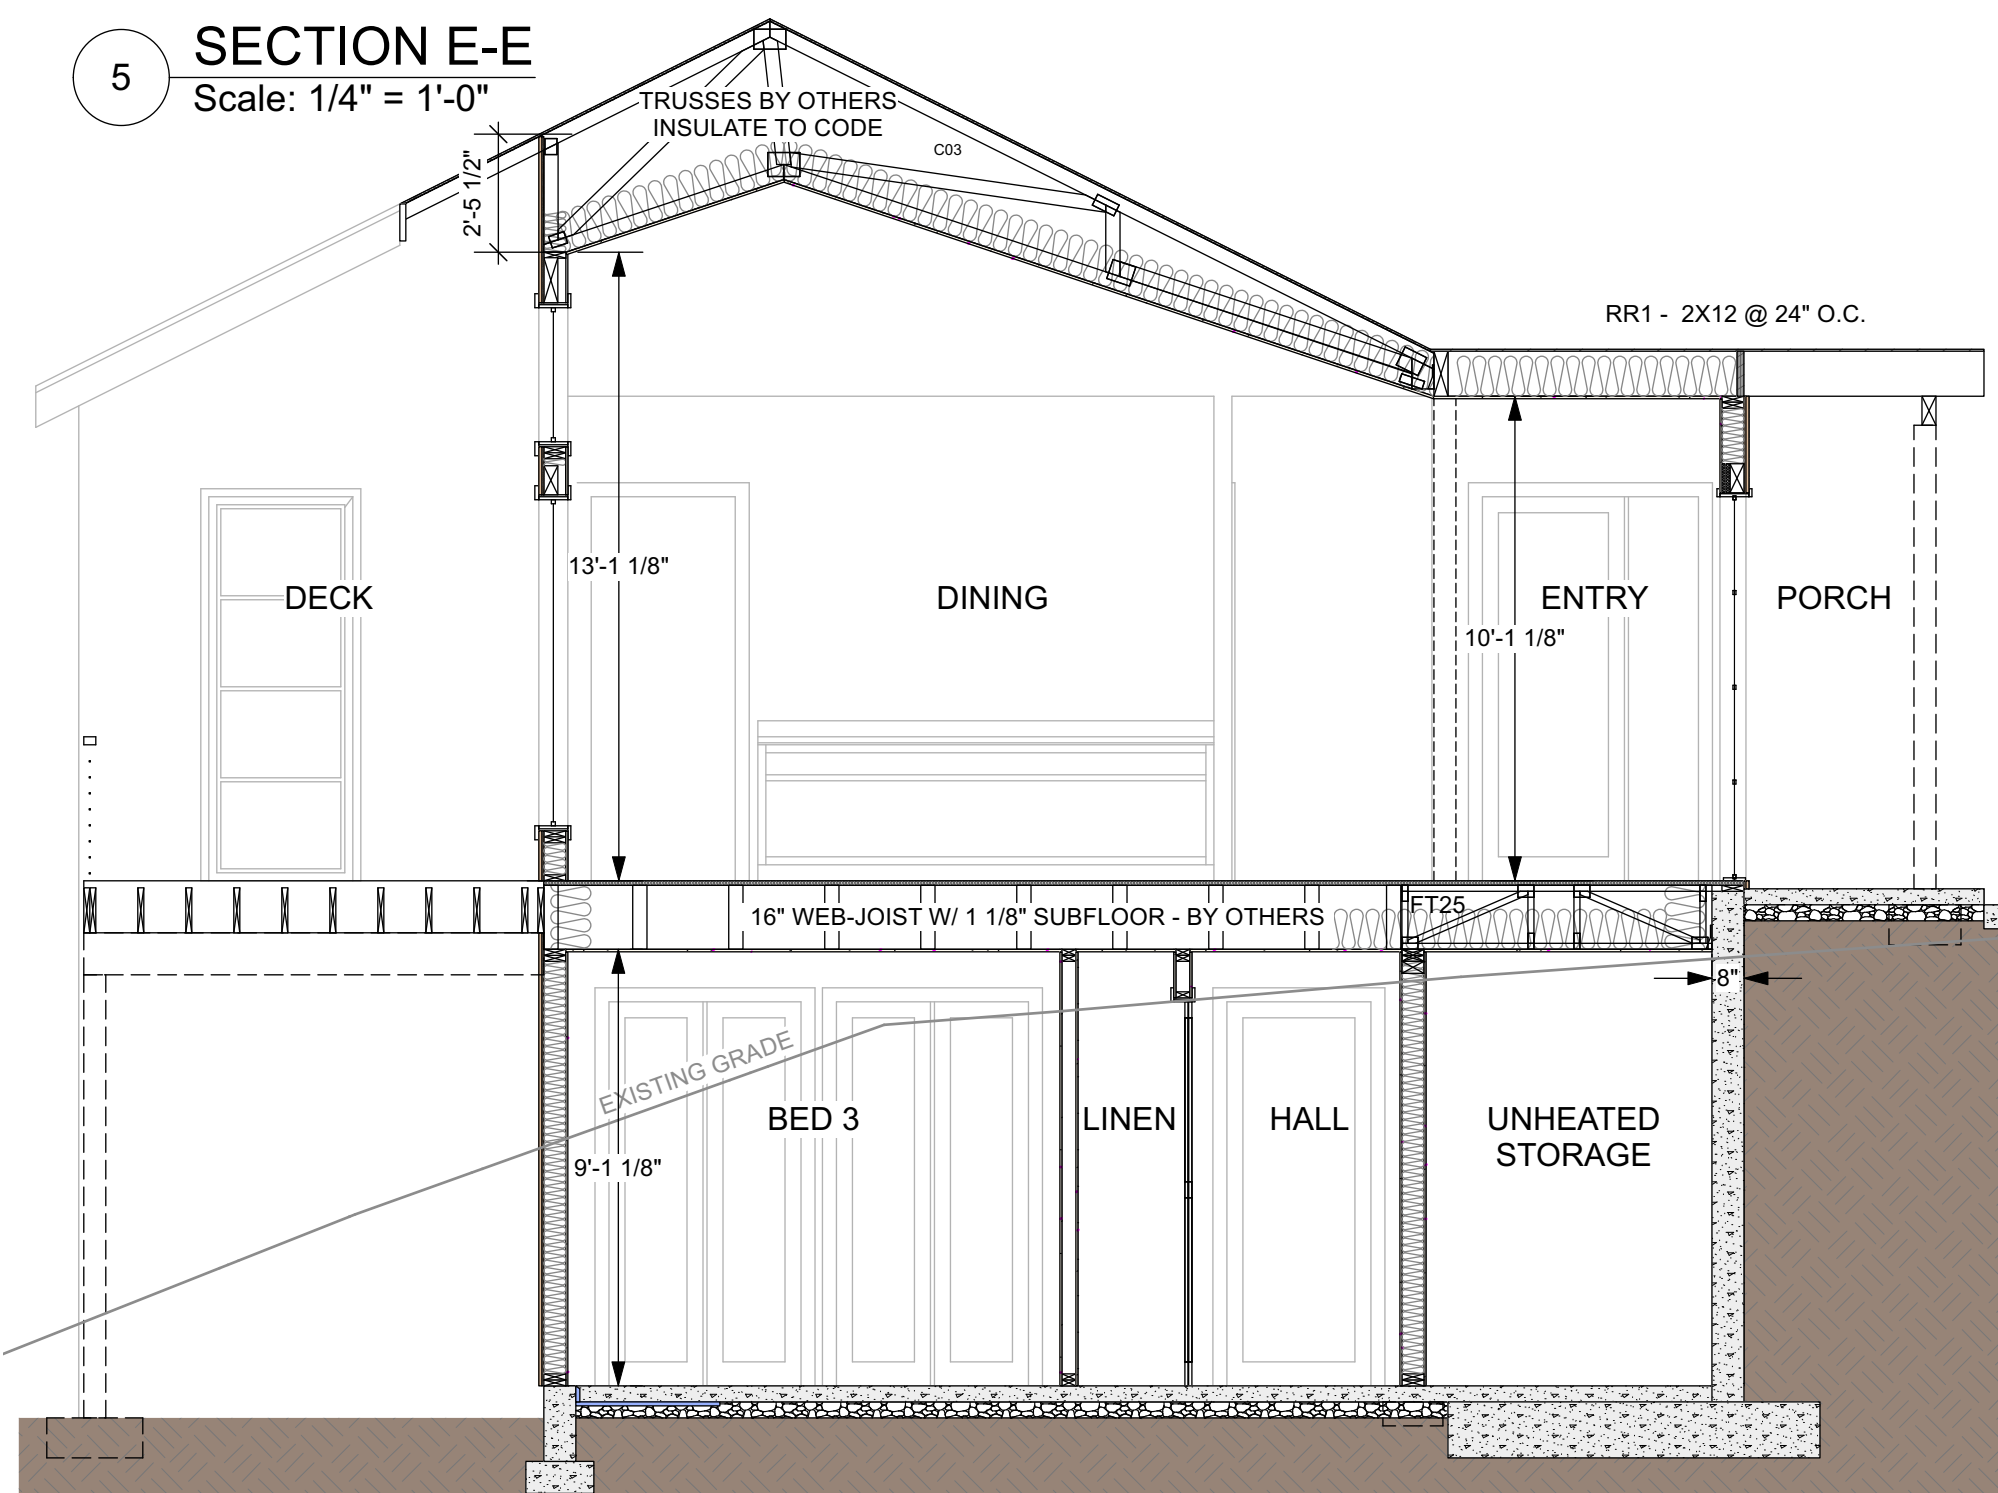 5
SECTION E-E
Scale: 1/4" = 1'-0"
TRUSSES BY OTHERS
INSULATE TO CODE
C03
2'-5 1/2"
RR1 - 2X12 @ 24" O.C.
13'-1 1/8"
DECK
DINING
ENTRY
PORCH
10'-1 1/8"
16" WEB-JOIST W/ 1 1/8" SUBFLOOR - BY OTHERS
FT25
8"
EXISTING GRADE
BED 3
LINEN
HALL
UNHEATED
STORAGE
9'-1 1/8"